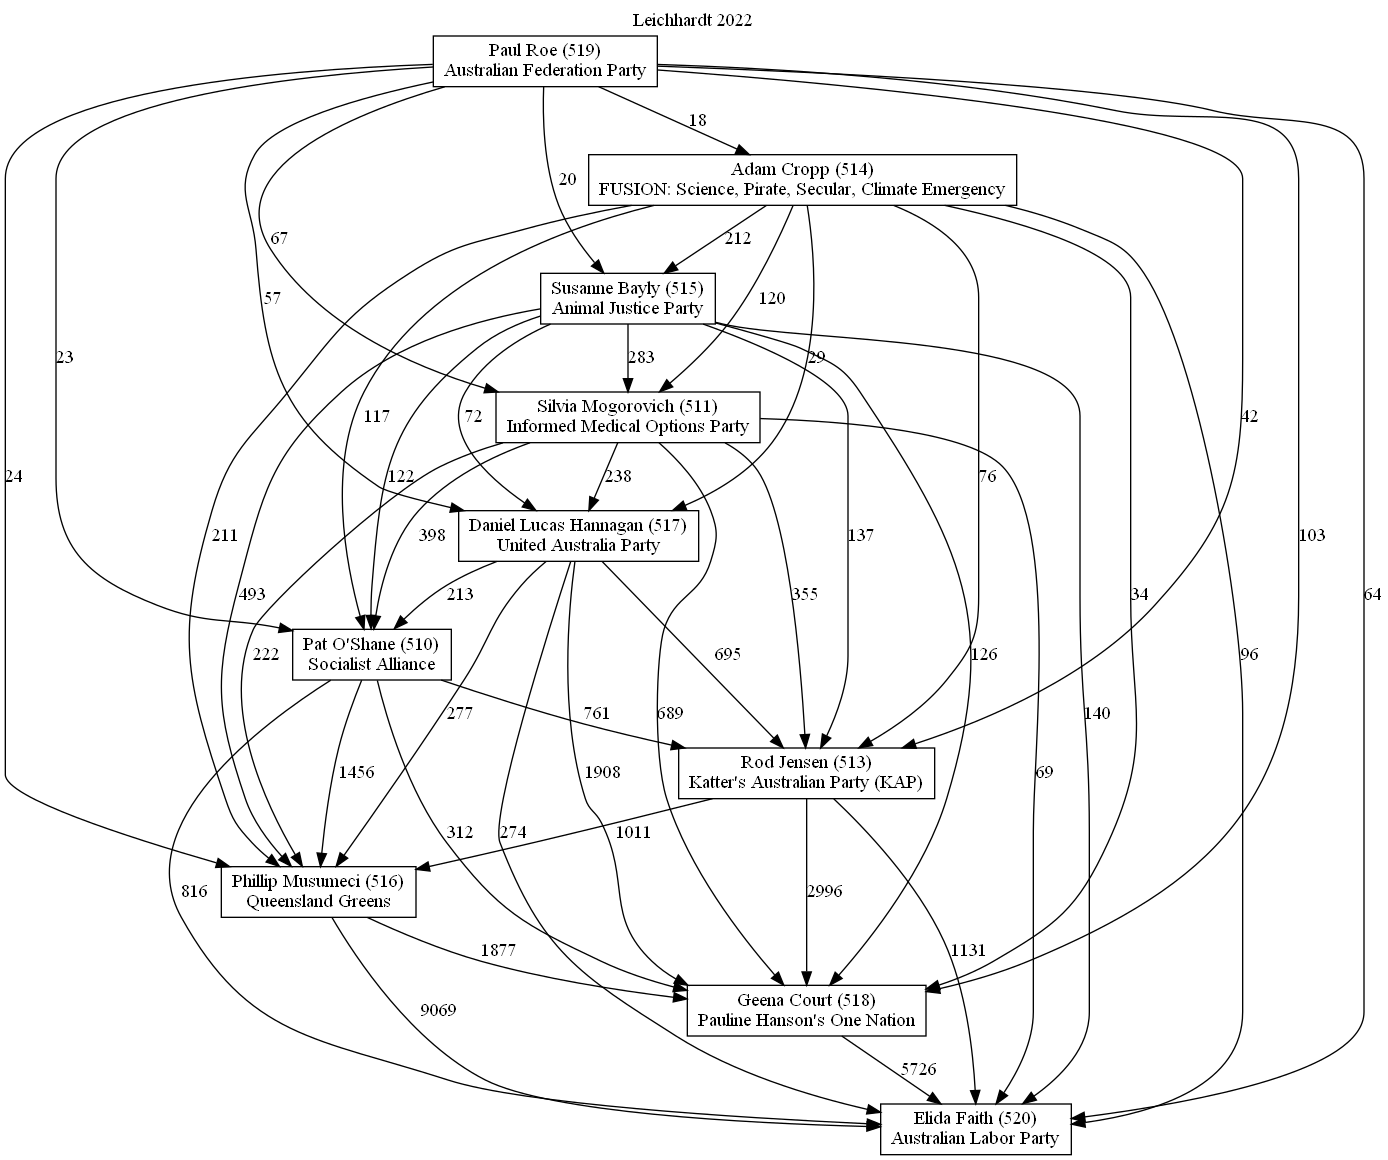 Leichhardt 2022
Paul Roe (519)
Australian Federation Party
18
Adam Cropp (514)
FUSION: Science, Pirate, Secular, Climate Emergency
20
67
212
Susanne Bayly (515)
Animal Justice Party
57
120
23
283
29
Silvia Mogorovich (511)
Informed Medical Options Party
117
72
42
24
122
238
76
Daniel Lucas Hannagan (517)
United Australia Party
211
398
137
103
493
213
355
34
64
Pat O'Shane (510)
Socialist Alliance
222
695
126
96
277
761
689
140
Rod Jensen (513)
Katter's Australian Party (KAP)
1456
1908
69
312
274
1011
Phillip Musumeci (516)
Queensland Greens
816
2996
1877
1131
Geena Court (518)
Pauline Hanson's One Nation
9069
5726
Elida Faith (520)
Australian Labor Party